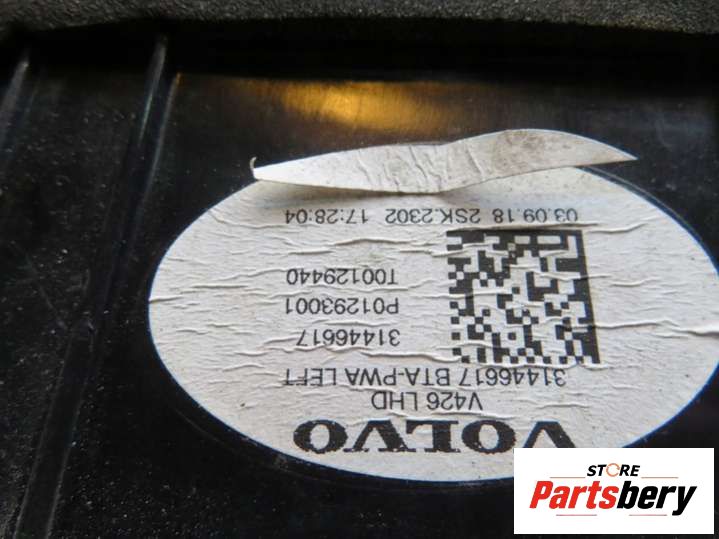 VOLVO
V426 LHD
31446617 BTA-PWA LEFT
31446617
P01293001
T00129440
03.09.18 2SK.2302 17:28:04
STORE
Partsbery